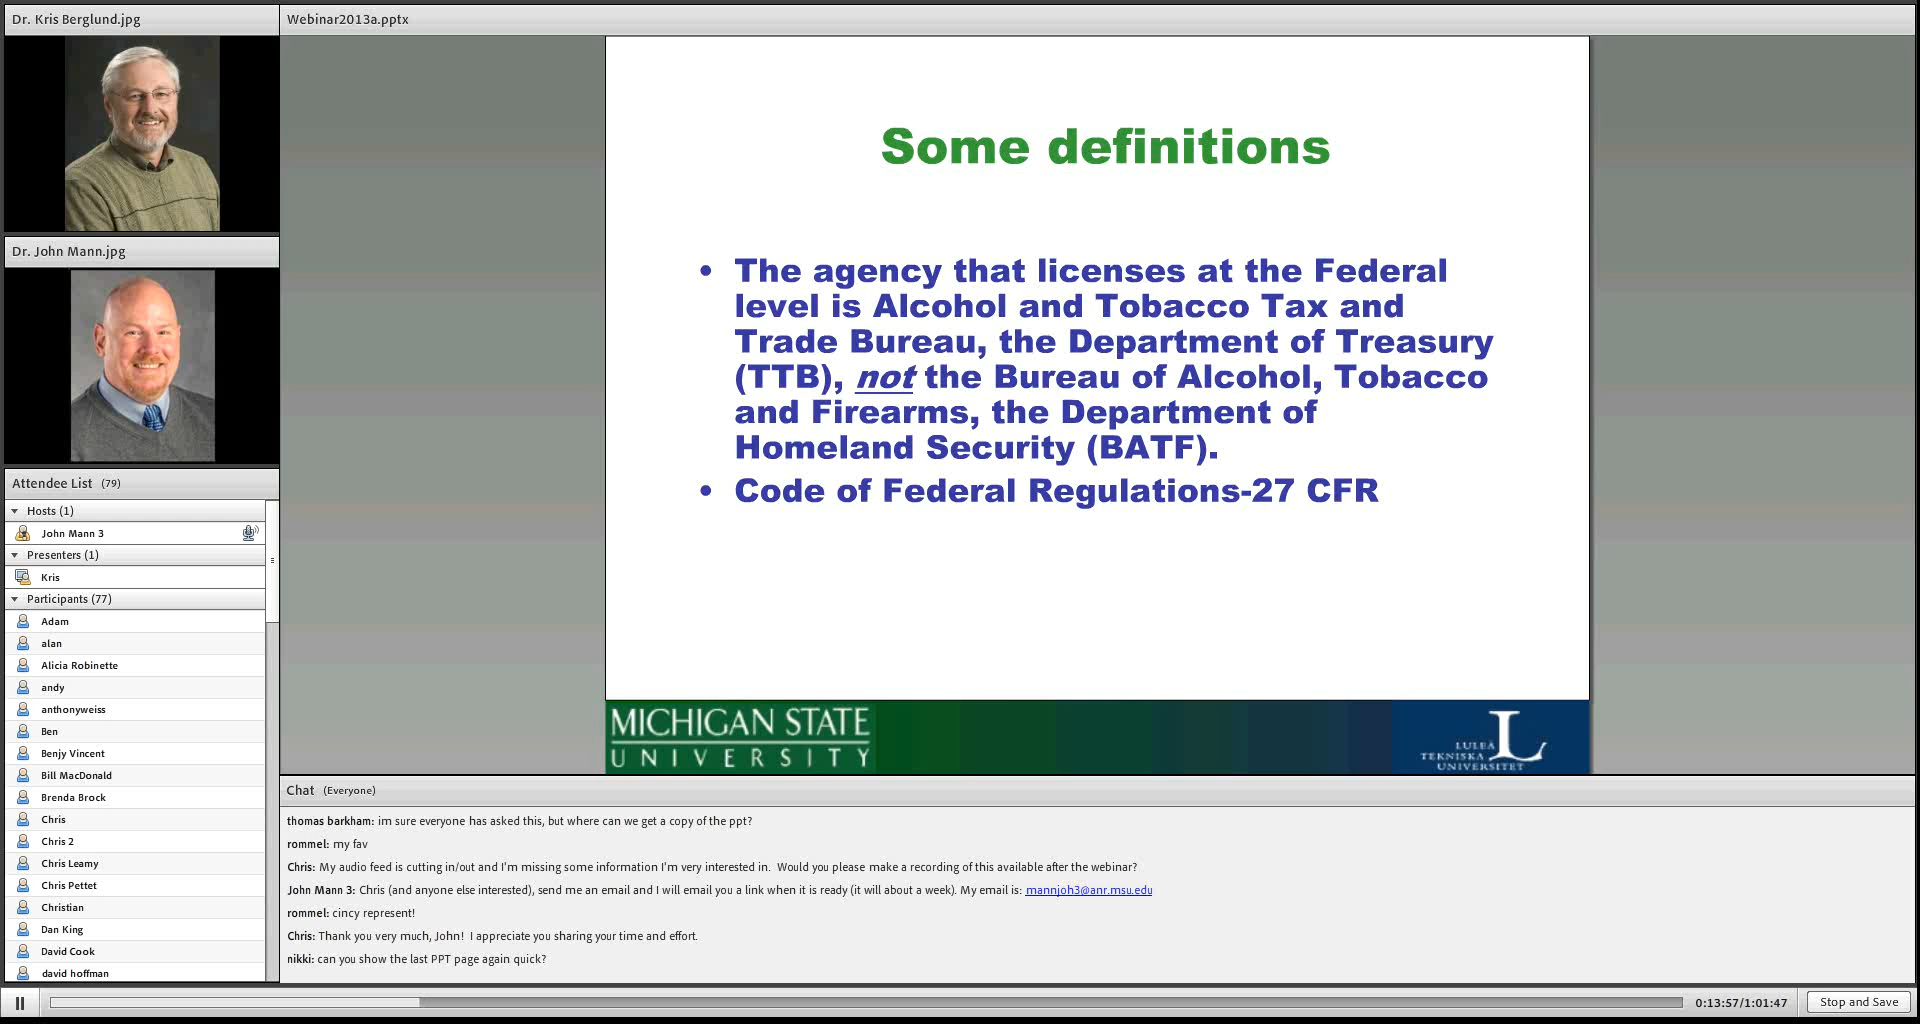 Dr. Kris Berglund.jpg
Dr. John Mann.jpg
Attendee List (79)
Hosts (1)
John Mann 3
Presenters (1)
Kris
Participants (77)
Adam
alan
Alicia Robinette
andy
anthonyweiss
Ben
Benjy Vincent
Bill MacDonald
Brenda Brock
Chris
Chris 2
Chris Leamy
Chris Pettet
Christian
Dan King
David Cook
david hoffman
Webinar2013a.pptx
Some definitions
• The agency that licenses at the Federal
level is Alcohol and Tobacco Tax and
Trade Bureau, the Department of Treasury
(TTB), not the Bureau of Alcohol, Tobacco
and Firearms, the Department of
Homeland Security (BATF).
• Code of Federal Regulations-27 CFR
MICHIGAN STATE
UNIVERSITY
L
LULEÅ
TEKNISKA
UNIVERSITET
Chat (Everyone)
thomas barkham: im sure everyone has asked this, but where can we get a copy of the ppt?
rommel: my fav
Chris: My audio feed is cutting in/out and I'm missing some information I'm very interested in. Would you please make a recording of this available after the webinar?
John Mann 3: Chris (and anyone else interested), send me an email and I will email you a link when it is ready (it will about a week). My email is: mannjoh3@anr.msu.edu
rommel: cincy represent!
Chris: Thank you very much, John! I appreciate you sharing your time and effort.
nikki: can you show the last PPT page again quick?
0:13:57/1:01:47
Stop and Save